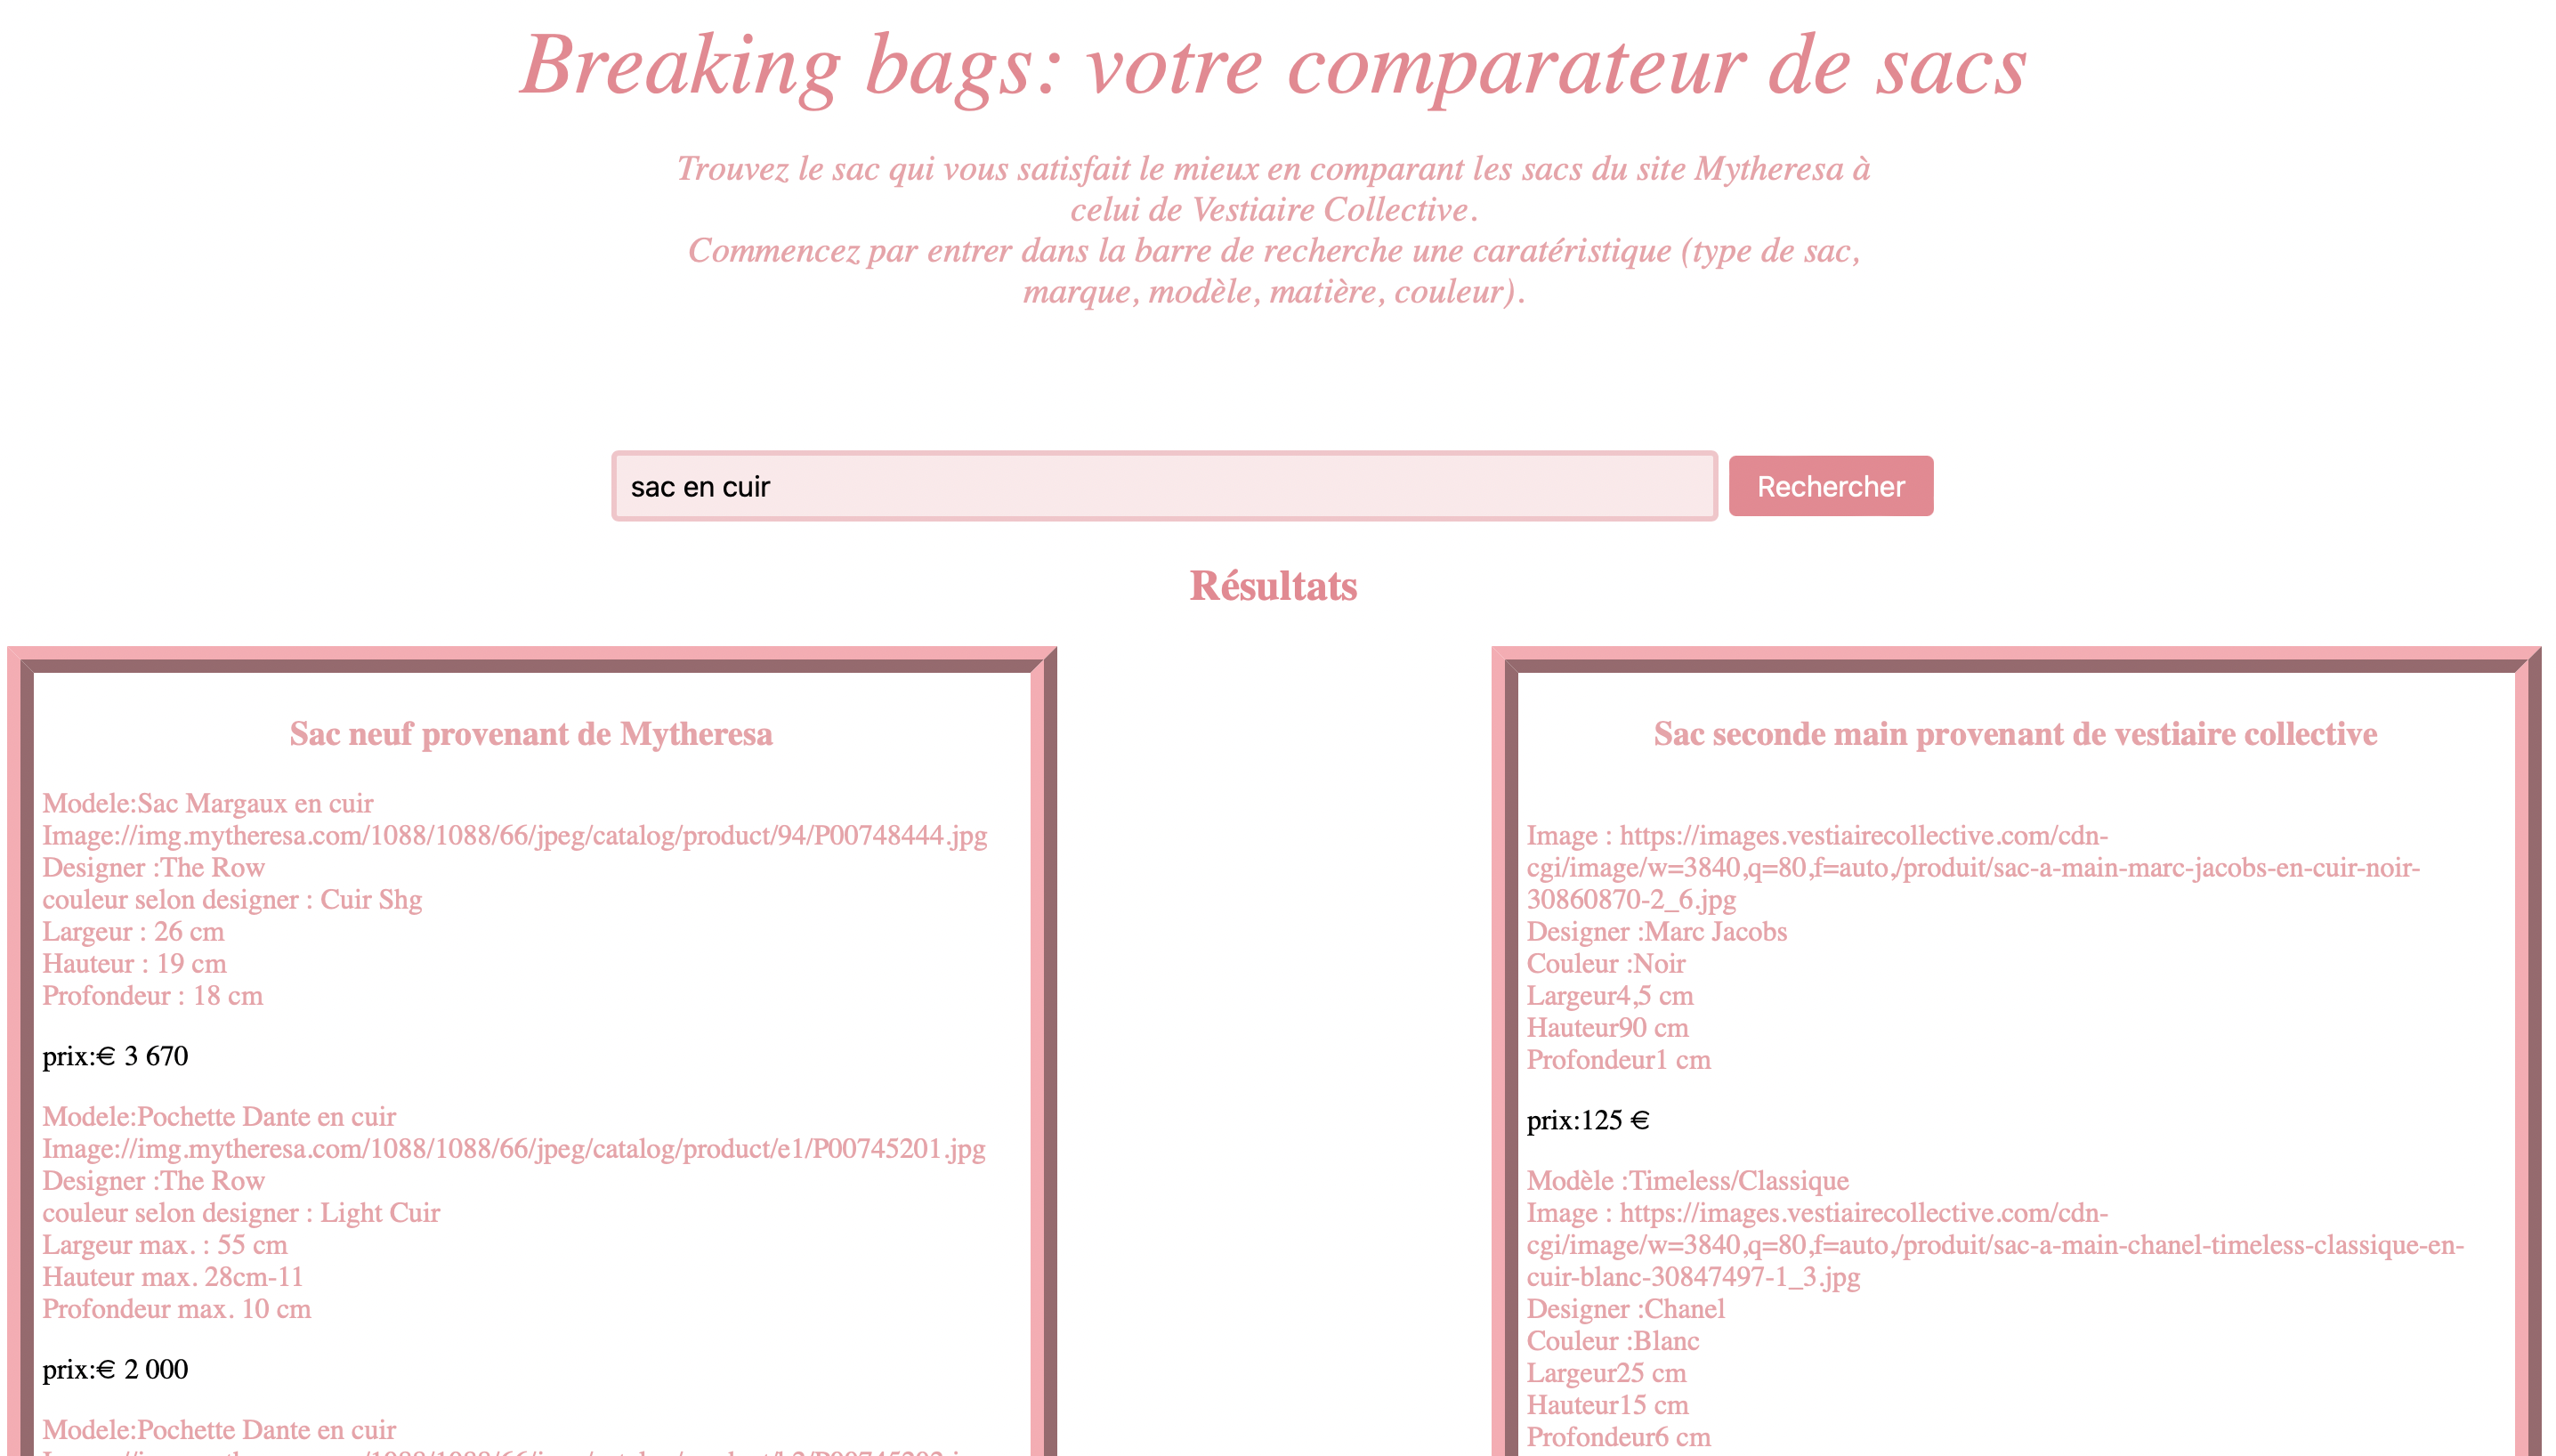 Breaking bags: votre comparateur de sacs
Trouvez le sac qui vous satisfait le mieux en comparant les sacs du site Mytheresa à
celui de Vestiaire Collective.
Commencez par entrer dans la barre de recherche une caratéristique (type de sac,
marque, modèle, matière, couleur).
sac en cuir
Rechercher
Résultats
Sac neuf provenant de Mytheresa
Modele:Sac Margaux en cuir
Image://img.mytheresa.com/1088/1088/66/jpeg/catalog/product/94/P00748444.jpg
Designer :The Row
couleur selon designer : Cuir Shg
Largeur : 26 cm
Hauteur : 19 cm
Profondeur : 18 cm
prix:€ 3 670
Modele:Pochette Dante en cuir
Image://img.mytheresa.com/1088/1088/66/jpeg/catalog/product/e1/P00745201.jpg
Designer :The Row
couleur selon designer : Light Cuir
Largeur max. : 55 cm
Hauteur max. 28cm-11
Profondeur max. 10 cm
prix:€ 2 000
Modele:Pochette Dante en cuir
Sac seconde main provenant de vestiaire collective
Image : https://images.vestiairecollective.com/cdn-
cgi/image/w=3840,q=80,f=auto,/produit/sac-a-main-marc-jacobs-en-cuir-noir-
30860870-2_6.jpg
Designer :Marc Jacobs
Couleur :Noir
Largeur4,5 cm
Hauteur90 cm
Profondeur1 cm
prix:125 €
Modèle :Timeless/Classique
Image : https://images.vestiairecollective.com/cdn-
cgi/image/w=3840,q=80,f=auto,/produit/sac-a-main-chanel-timeless-classique-en-
cuir-blanc-30847497-1_3.jpg
Designer :Chanel
Couleur :Blanc
Largeur25 cm
Hauteur15 cm
Profondeur6 cm